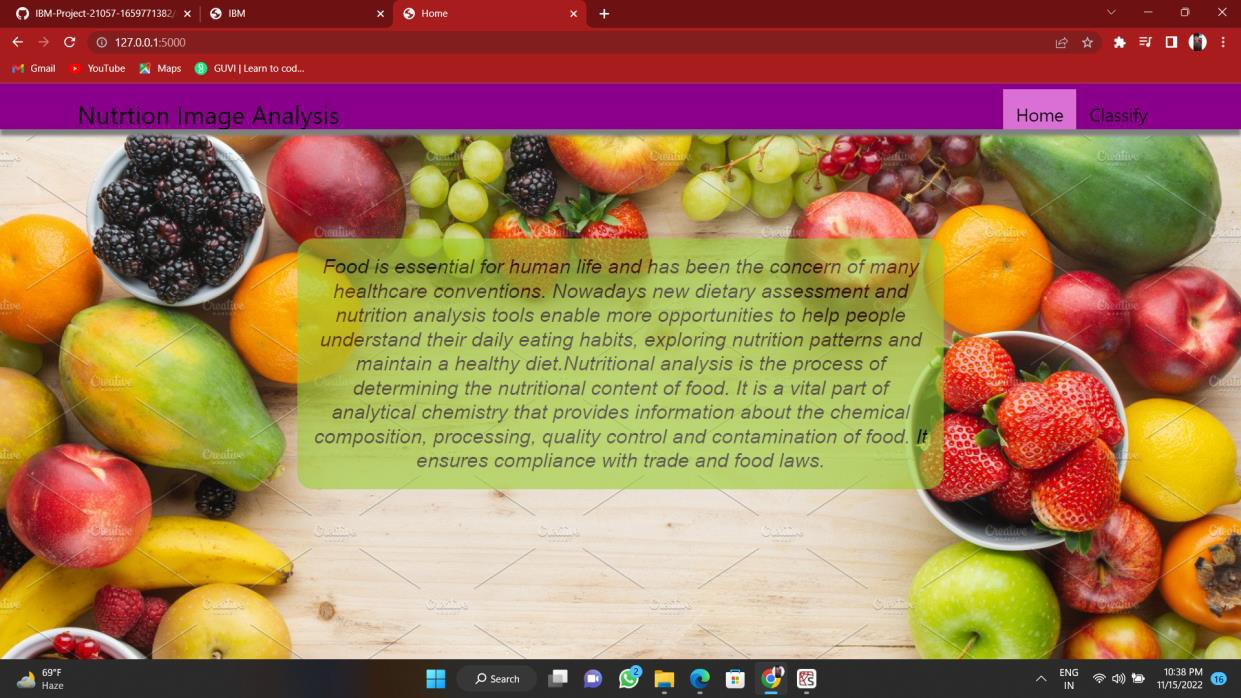 IBM-Project-21057-1659771382/
IBM
Home
127.0.0.1:5000
Gmail
YouTube
Maps
GUVI | Learn to cod...
Nutrtion Image Analysis
Home
Classify
Food is essential for human life and has been the concern of many
healthcare conventions. Nowadays new dietary assessment and
nutrition analysis tools enable more opportunities to help people
understand their daily eating habits, exploring nutrition patterns and
maintain a healthy diet.Nutritional analysis is the process of
determining the nutritional content of food. It is a vital part of
analytical chemistry that provides information about the chemical
composition, processing, quality control and contamination of food. It
ensures compliance with trade and food laws.
Creative
69°F
Haze
Search
2
ENG
IN
10:38 PM
11/15/2022
16